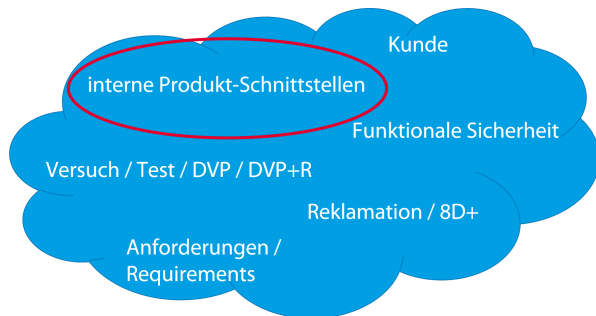 Kunde
interne Produkt-Schnittstellen
Funktionale Sicherheit
Versuch / Test / DVP / DVP+R
Reklamation / 8D+
Anforderungen /
Requirements